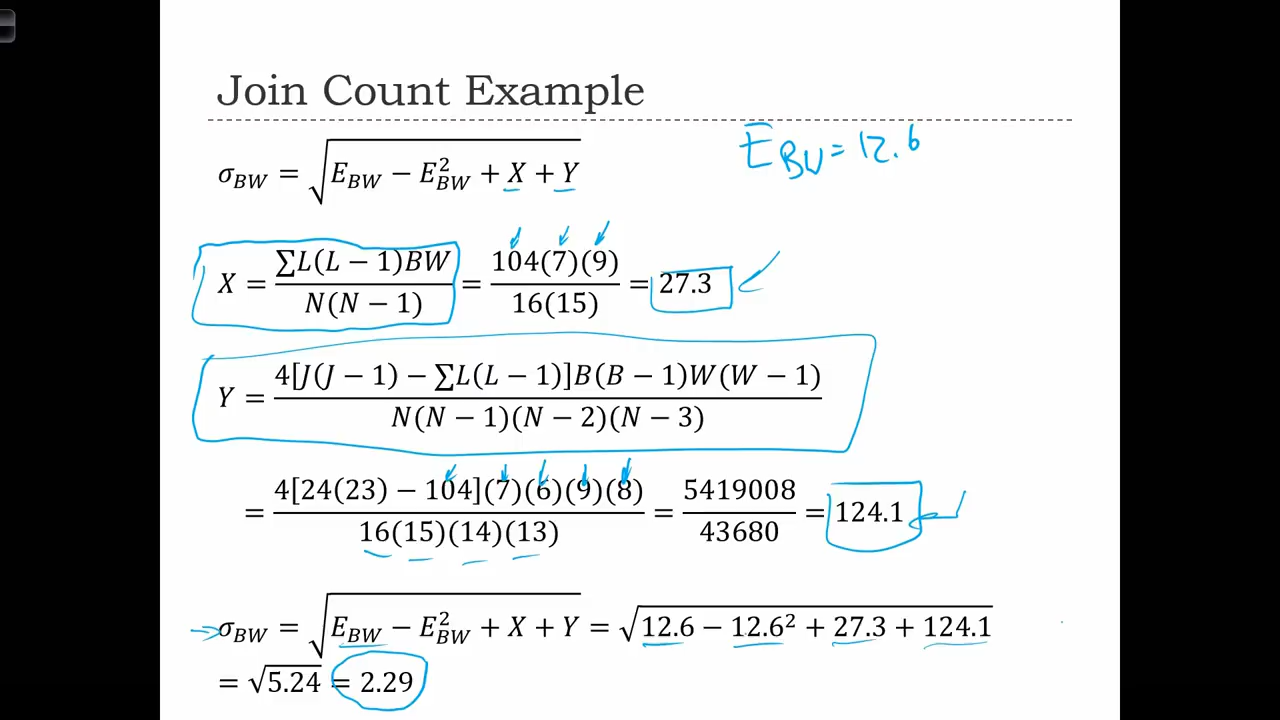 Join Count Example
E_BW = 12.6
σ_BW = √(E_BW − E²_BW + X + Y)
X = ∑L(L − 1)BW / N(N − 1) = 104(7)(9) / 16(15) = 27.3
Y = 4[J(J − 1) − ∑L(L − 1)]B(B − 1)W(W − 1) / N(N − 1)(N − 2)(N − 3)
= 4[24(23) − 104](7)(6)(9)(8) / 16(15)(14)(13) = 5419008 / 43680 = 124.1
σ_BW = √(E_BW − E²_BW + X + Y) = √(12.6 − 12.6² + 27.3 + 124.1)
= √5.24 = 2.29